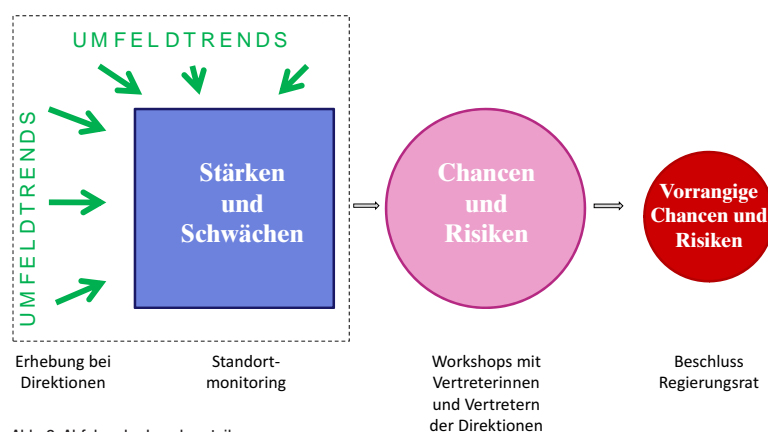 UMFELDTRENDS
UMFELDTRENDS
Stärken
und
Schwächen
Chancen
und
Risiken
Vorrangige
Chancen und
Risiken
Erhebung bei
Direktionen
Standort-
monitoring
Workshops mit
Vertreterinnen
und Vertretern
der Direktionen
Beschluss
Regierungsrat